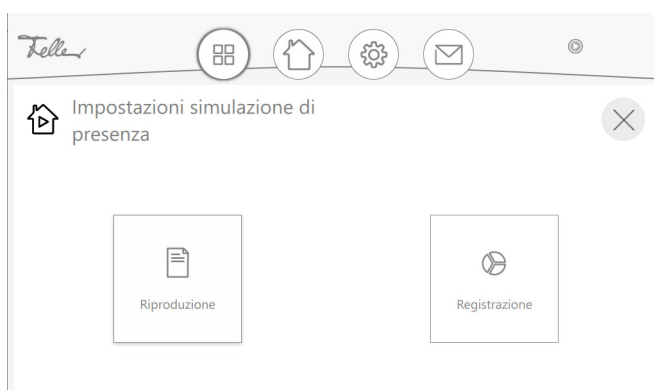 Feller
Impostazioni simulazione di
presenza
Riproduzione
Registrazione